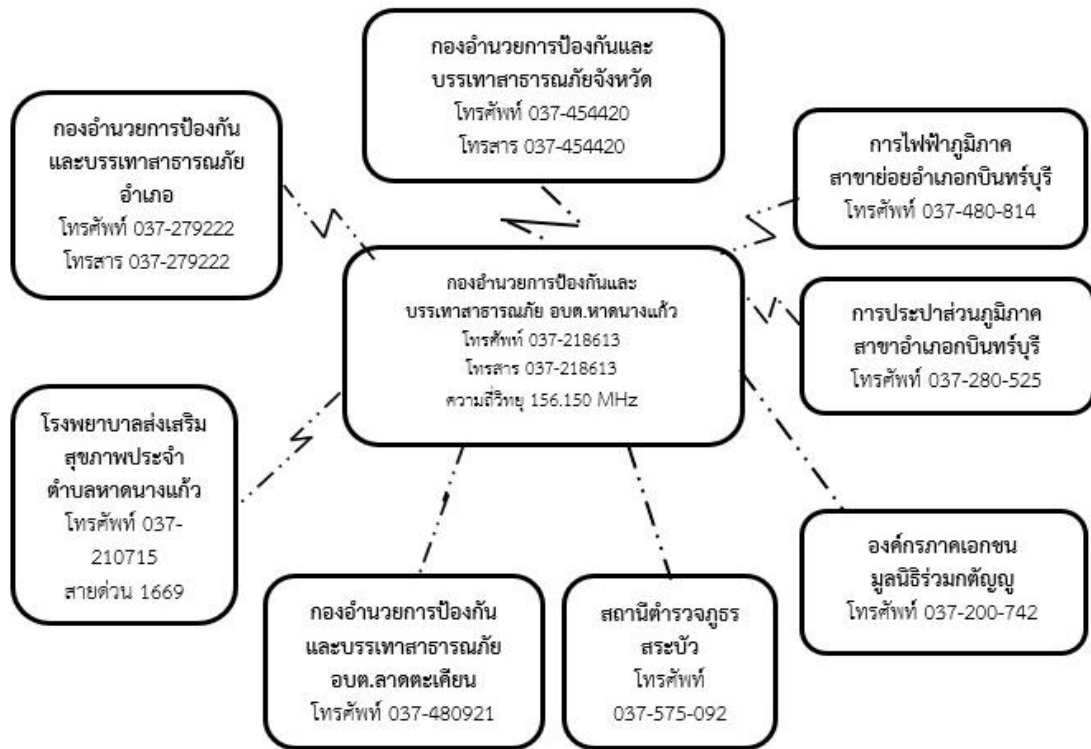 กองอำนวยการป้องกันและ
บรรเทาสาธารณภัยจังหวัด
โทรศัพท์ 037-454420
โทรสาร 037-454420
กองอำนวยการป้องกัน
และบรรเทาสาธารณภัย
อำเภอ
โทรศัพท์ 037-279222
โทรสาร 037-279222
การไฟฟ้าภูมิภาค
สาขาย่อยอำเภอกบินทร์บุรี
โทรศัพท์ 037-480-814
กองอำนวยการป้องกันและ
บรรเทาสาธารณภัย อบต.หาดนางแก้ว
โทรศัพท์ 037-218613
โทรสาร 037-218613
ความถี่วิทยุ 156.150 MHz
การประปาส่วนภูมิภาค
สาขาอำเภอกบินทร์บุรี
โทรศัพท์ 037-280-525
โรงพยาบาลส่งเสริม
สุขภาพประจำ
ตำบลหาดนางแก้ว
โทรศัพท์ 037-
210715
สายด่วน 1669
องค์กรภาคเอกชน
มูลนิธิร่วมกตัญญู
โทรศัพท์ 037-200-742
กองอำนวยการป้องกัน
และบรรเทาสาธารณภัย
อบต.ลาดตะเคียน
โทรศัพท์ 037-480921
สถานีตำรวจภูธร
สระบัว
โทรศัพท์
037-575-092